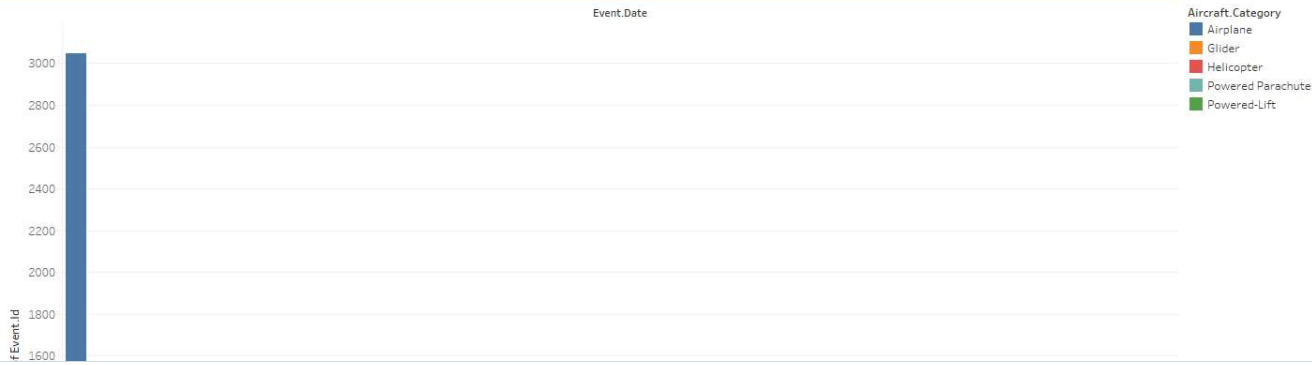 Event.Date
Aircraft.Category
Airplane
Glider
Helicopter
Powered Parachute
Powered-Lift
3000
2800
2600
2400
2200
2000
1800
1600
f Event.Id